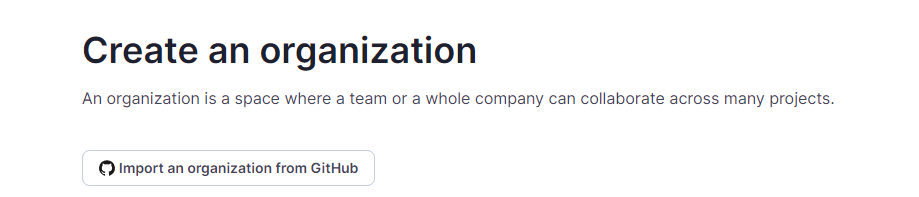 Create an organization
An organization is a space where a team or a whole company can collaborate across many projects.
Import an organization from GitHub